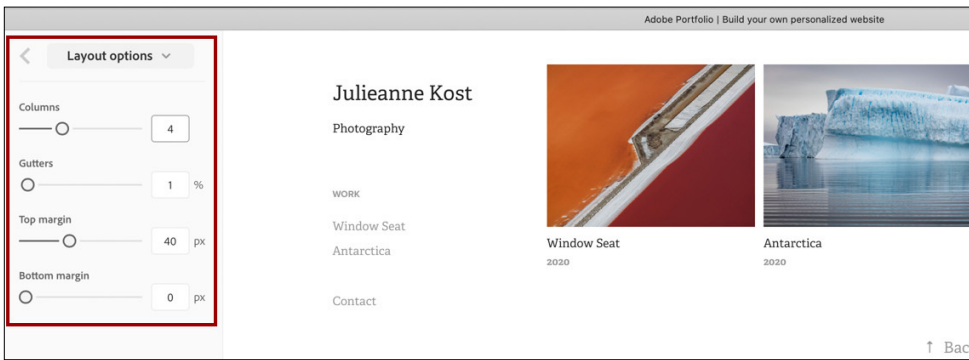 Adobe Portfolio | Build your own personalized website
Layout options
Columns
4
Gutters
1 %
Top margin
40 px
Bottom margin
0 px
Julieanne Kost
Photography
WORK
Window Seat
Antarctica
Contact
Window Seat
2020
Antarctica
2020
↑ Bac